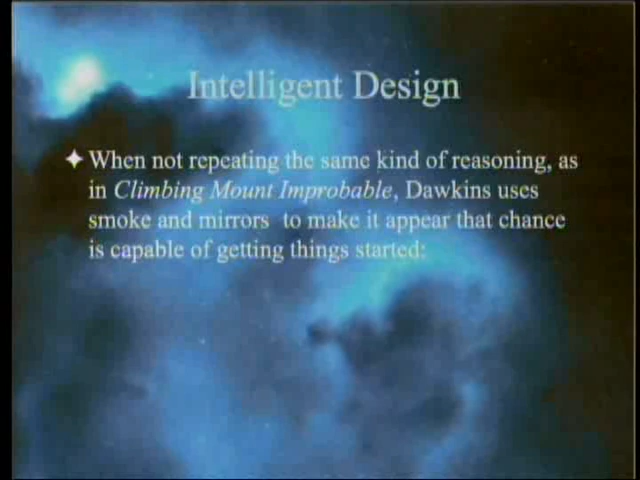 Intelligent Design
When not repeating the same kind of reasoning, as
in Climbing Mount Improbable, Dawkins uses
smoke and mirrors to make it appear that chance
is capable of getting things started: